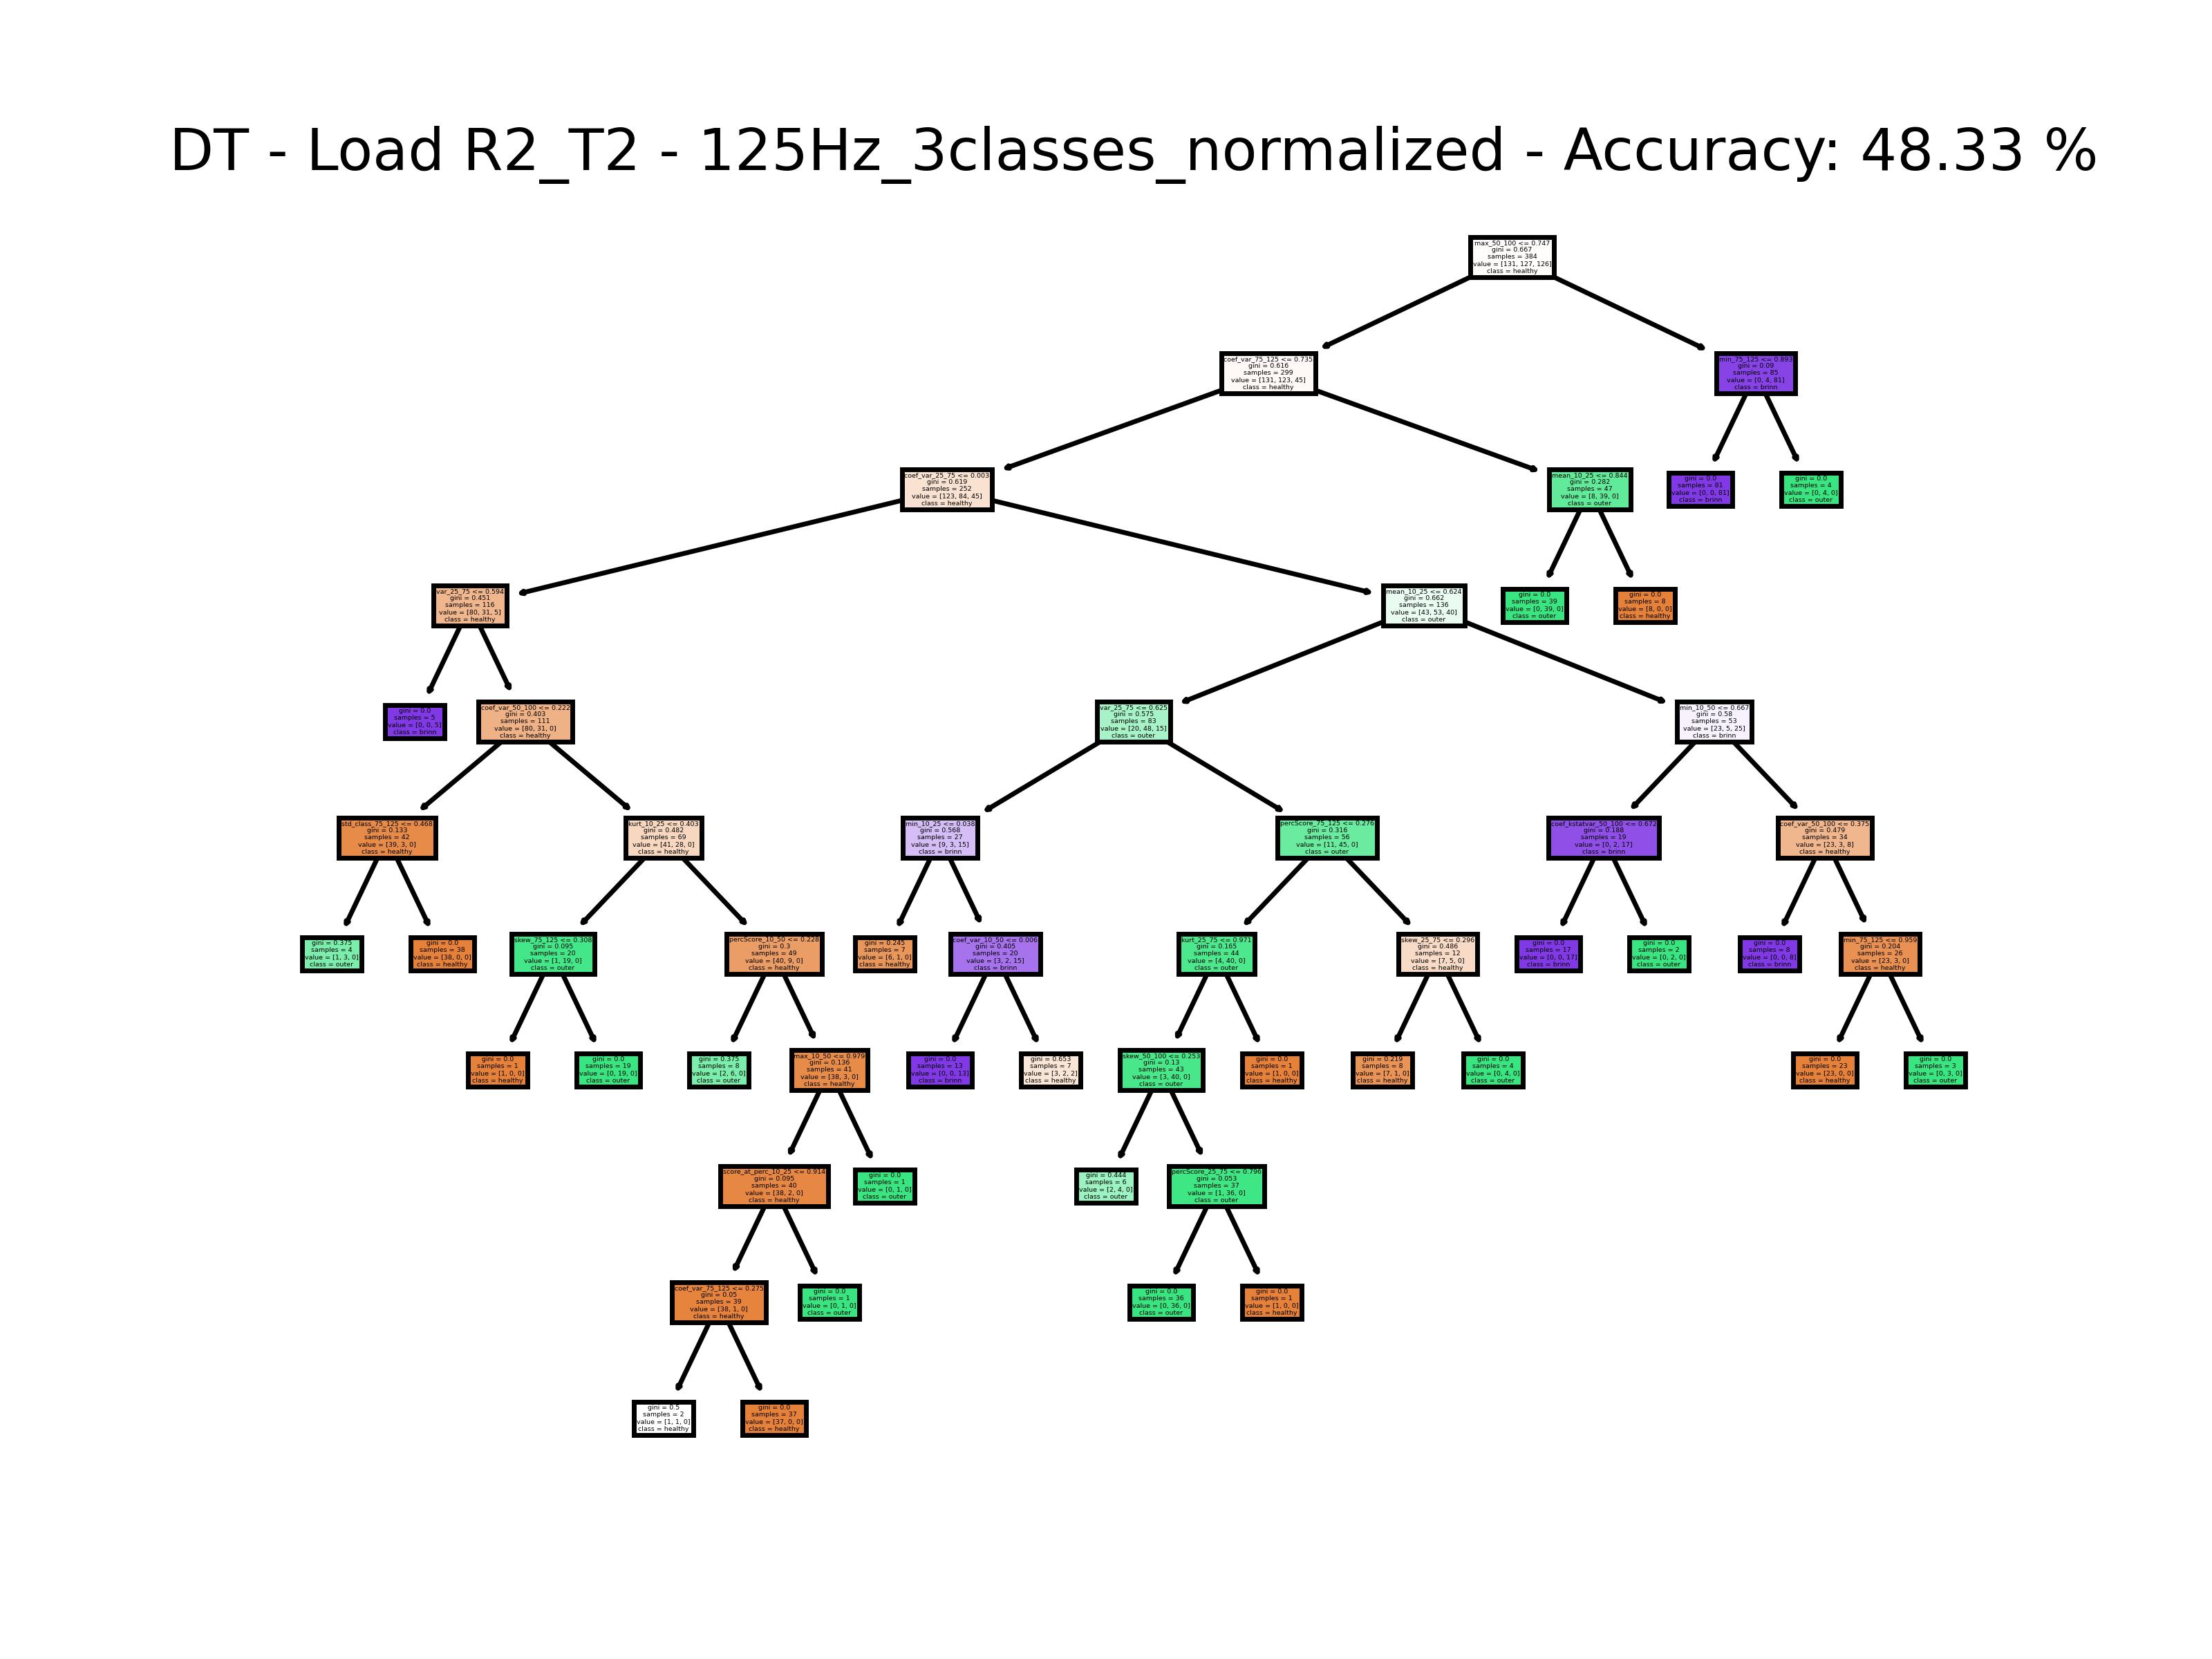 DT - Load R2_T2 - 125Hz_3classes_normalized - Accuracy: 48.33 %
max_50_100 <= 0.747
gini = 0.667
samples = 384
value = [131, 127, 126]
class = healthy
coef_var_75_125 <= 0.735
gini = 0.616
samples = 299
value = [131, 123, 45]
class = healthy
min_75_125 <= 0.893
gini = 0.09
samples = 85
value = [0, 4, 81]
class = brinn
coef_var_25_75 <= 0.003
gini = 0.619
samples = 252
value = [123, 84, 45]
class = healthy
mean_10_25 <= 0.844
gini = 0.282
samples = 47
value = [8, 39, 0]
class = outer
gini = 0.0
samples = 81
value = [0, 0, 81]
class = brinn
gini = 0.0
samples = 4
value = [0, 4, 0]
class = outer
var_25_75 <= 0.594
gini = 0.451
samples = 116
value = [80, 31, 5]
class = healthy
mean_10_25 <= 0.624
gini = 0.662
samples = 136
value = [43, 53, 40]
class = outer
gini = 0.0
samples = 39
value = [0, 39, 0]
class = outer
gini = 0.0
samples = 8
value = [8, 0, 0]
class = healthy
gini = 0.0
samples = 5
value = [0, 0, 5]
class = brinn
coef_var_50_100 <= 0.222
gini = 0.403
samples = 111
value = [80, 31, 0]
class = healthy
var_25_75 <= 0.625
gini = 0.575
samples = 83
value = [20, 48, 15]
class = outer
min_10_50 <= 0.667
gini = 0.58
samples = 53
value = [23, 5, 25]
class = brinn
std_class_75_125 <= 0.468
gini = 0.133
samples = 42
value = [39, 3, 0]
class = healthy
kurt_10_25 <= 0.403
gini = 0.482
samples = 69
value = [41, 28, 0]
class = healthy
min_10_25 <= 0.038
gini = 0.568
samples = 27
value = [9, 3, 15]
class = brinn
percScore_75_125 <= 0.276
gini = 0.316
samples = 56
value = [11, 45, 0]
class = outer
coef_kstatvar_50_100 <= 0.672
gini = 0.188
samples = 19
value = [0, 2, 17]
class = brinn
coef_var_50_100 <= 0.375
gini = 0.479
samples = 34
value = [23, 3, 8]
class = healthy
gini = 0.375
samples = 4
value = [1, 3, 0]
class = outer
gini = 0.0
samples = 38
value = [38, 0, 0]
class = healthy
skew_75_125 <= 0.308
gini = 0.095
samples = 20
value = [1, 19, 0]
class = outer
percScore_10_50 <= 0.228
gini = 0.3
samples = 49
value = [40, 9, 0]
class = healthy
gini = 0.245
samples = 7
value = [6, 1, 0]
class = healthy
coef_var_10_50 <= 0.006
gini = 0.405
samples = 20
value = [3, 2, 15]
class = brinn
kurt_25_75 <= 0.971
gini = 0.165
samples = 44
value = [4, 40, 0]
class = outer
skew_25_75 <= 0.296
gini = 0.486
samples = 12
value = [7, 5, 0]
class = healthy
gini = 0.0
samples = 17
value = [0, 0, 17]
class = brinn
gini = 0.0
samples = 2
value = [0, 2, 0]
class = outer
gini = 0.0
samples = 8
value = [0, 0, 8]
class = brinn
min_75_125 <= 0.959
gini = 0.204
samples = 26
value = [23, 3, 0]
class = healthy
gini = 0.0
samples = 1
value = [1, 0, 0]
class = healthy
gini = 0.0
samples = 19
value = [0, 19, 0]
class = outer
gini = 0.375
samples = 8
value = [2, 6, 0]
class = outer
max_10_50 <= 0.979
gini = 0.136
samples = 41
value = [38, 3, 0]
class = healthy
gini = 0.0
samples = 13
value = [0, 0, 13]
class = brinn
gini = 0.653
samples = 7
value = [3, 2, 2]
class = healthy
skew_50_100 <= 0.253
gini = 0.13
samples = 43
value = [3, 40, 0]
class = outer
gini = 0.0
samples = 1
value = [1, 0, 0]
class = healthy
gini = 0.219
samples = 8
value = [7, 1, 0]
class = healthy
gini = 0.0
samples = 4
value = [0, 4, 0]
class = outer
gini = 0.0
samples = 23
value = [23, 0, 0]
class = healthy
gini = 0.0
samples = 3
value = [0, 3, 0]
class = outer
score_at_perc_10_25 <= 0.914
gini = 0.095
samples = 40
value = [38, 2, 0]
class = healthy
gini = 0.0
samples = 1
value = [0, 1, 0]
class = outer
gini = 0.444
samples = 6
value = [2, 4, 0]
class = outer
percScore_25_75 <= 0.796
gini = 0.053
samples = 37
value = [1, 36, 0]
class = outer
coef_var_75_125 <= 0.275
gini = 0.05
samples = 39
value = [38, 1, 0]
class = healthy
gini = 0.0
samples = 1
value = [0, 1, 0]
class = outer
gini = 0.0
samples = 36
value = [0, 36, 0]
class = outer
gini = 0.0
samples = 1
value = [1, 0, 0]
class = healthy
gini = 0.5
samples = 2
value = [1, 1, 0]
class = healthy
gini = 0.0
samples = 37
value = [37, 0, 0]
class = healthy